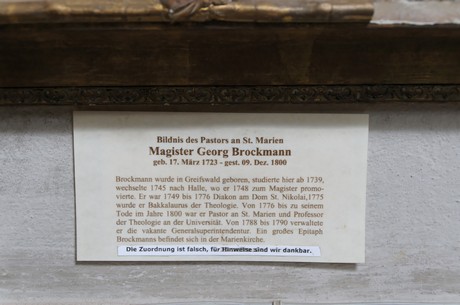 Bildnis des Pastors an St. Marien
Magister Georg Brockmann
geb. 17. März 1723 - gest. 09. Dez. 1800
Brockmann wurde in Greifswald geboren, studierte hier ab 1739,
wechselte 1745 nach Halle, wo er 1748 zum Magister promo-
vierte. Er war 1749 bis 1776 Diakon am Dom St. Nikolai,1775
wurde er Bakkalaurus der Theologie. Von 1776 bis zu seinem
Tode im Jahre 1800 war er Pastor an St. Marien und Professor
der Theologie an der Universität. Von 1788 bis 1790 verwaltete
er die vakante Generalsuperintendentur. Ein großes Epitaph
Brockmanns befindet sich in der Marienkirche.
Die Zuordnung ist falsch, für Hinweise sind wir dankbar.